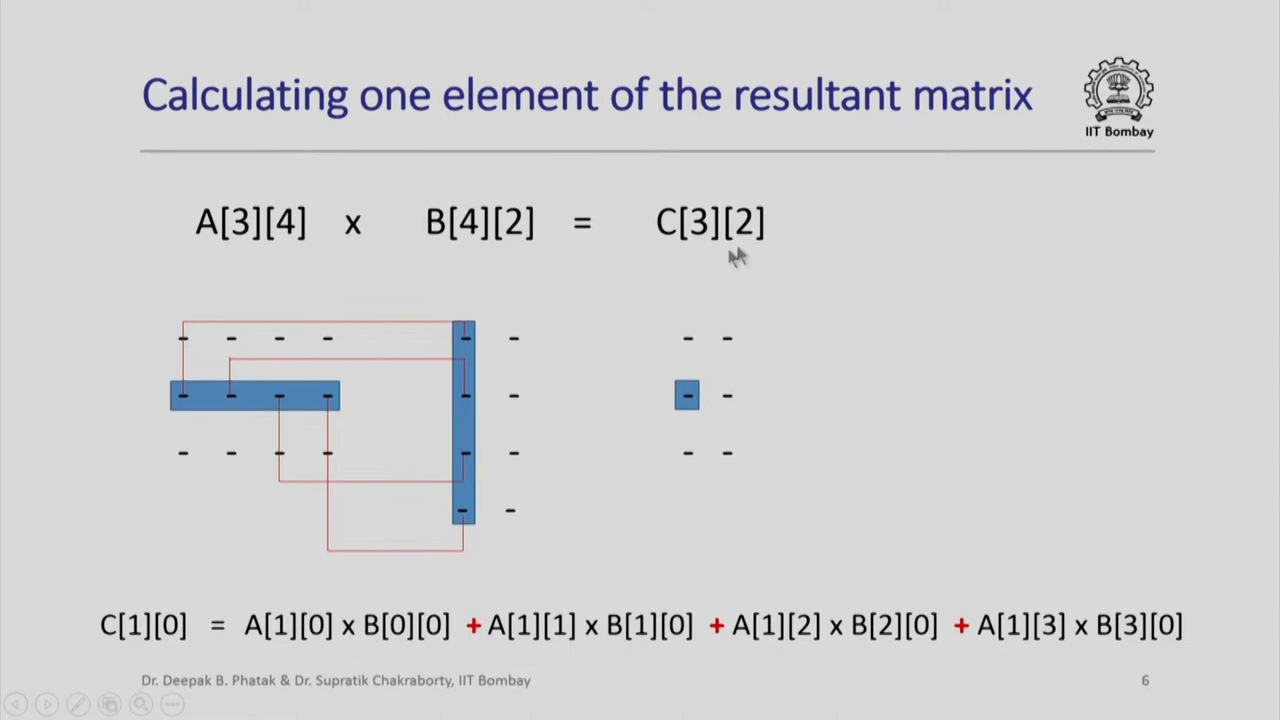 Calculating one element of the resultant matrix
IIT Bombay
A[3][4] x B[4][2] = C[3][2]
- - - - - - - -
- - - - - - - -
- - - - - - - -
- -
C[1][0] = A[1][0] x B[0][0] + A[1][1] x B[1][0] + A[1][2] x B[2][0] + A[1][3] x B[3][0]
Dr. Deepak B. Phatak & Dr. Supratik Chakraborty, IIT Bombay 6